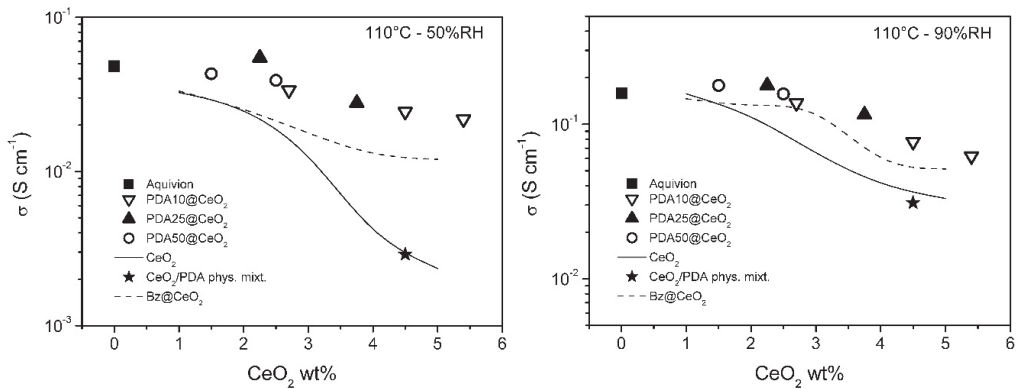 110°C - 50%RH
10⁻¹
10⁻²
10⁻³
σ (S cm⁻¹)
Aquivion
PDA10@CeO₂
PDA25@CeO₂
PDA50@CeO₂
CeO₂
CeO₂/PDA phys. mixt.
Bz@CeO₂
0 1 2 3 4 5 6
CeO₂ wt%
110°C - 90%RH
10⁻¹
10⁻²
σ (S cm⁻¹)
Aquivion
PDA10@CeO₂
PDA25@CeO₂
PDA50@CeO₂
CeO₂
CeO₂/PDA phys. mixt.
Bz@CeO₂
0 1 2 3 4 5 6
CeO₂ wt%